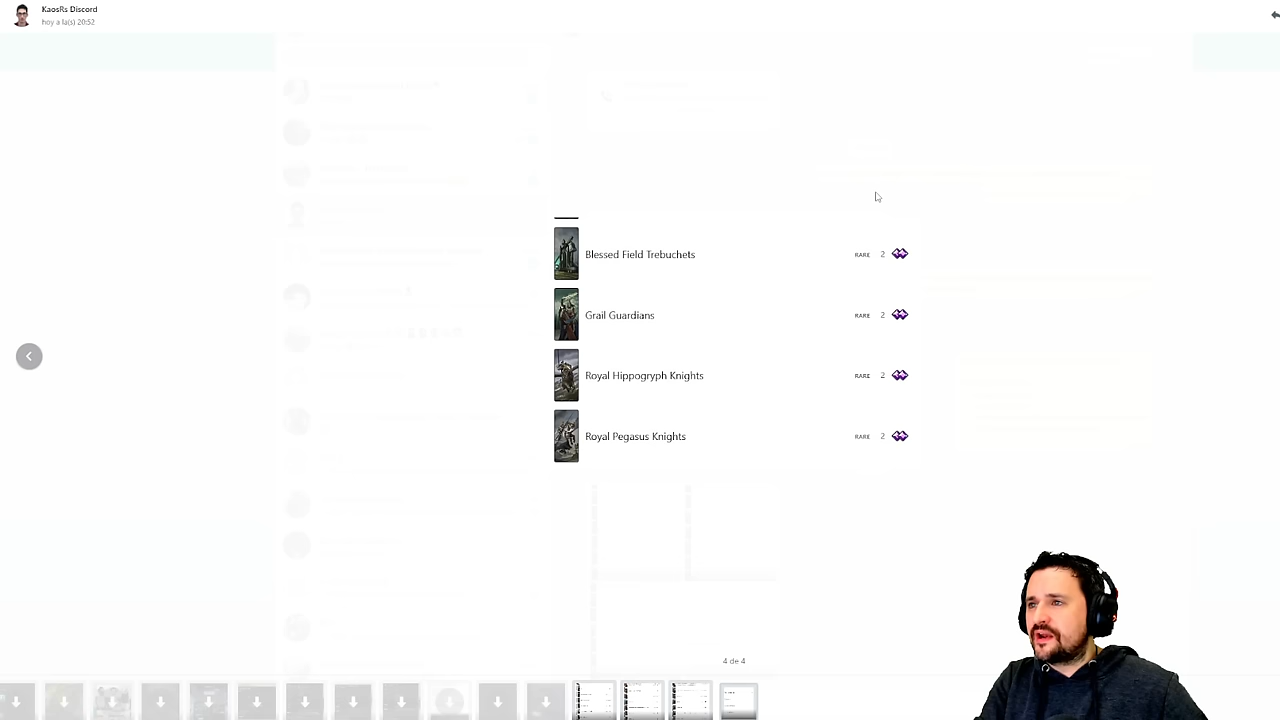 KaosRs Discord
hoy a la(s) 20:52
Blessed Field Trebuchets RARE 2
Grail Guardians RARE 2
Royal Hippogryph Knights RARE 2
Royal Pegasus Knights RARE 2
4 de 4